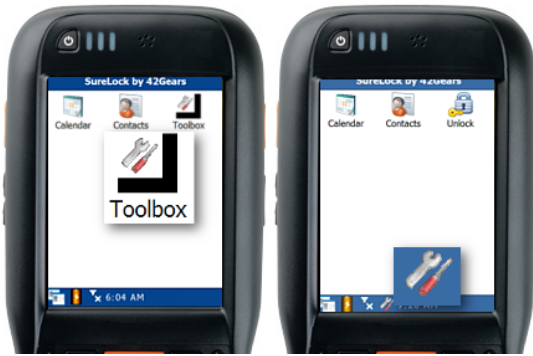 SureLock by 42Gears
Calendar Contacts Toolbox
Toolbox
6:04 AM
SureLock by 42Gears
Calendar Contacts Unlock